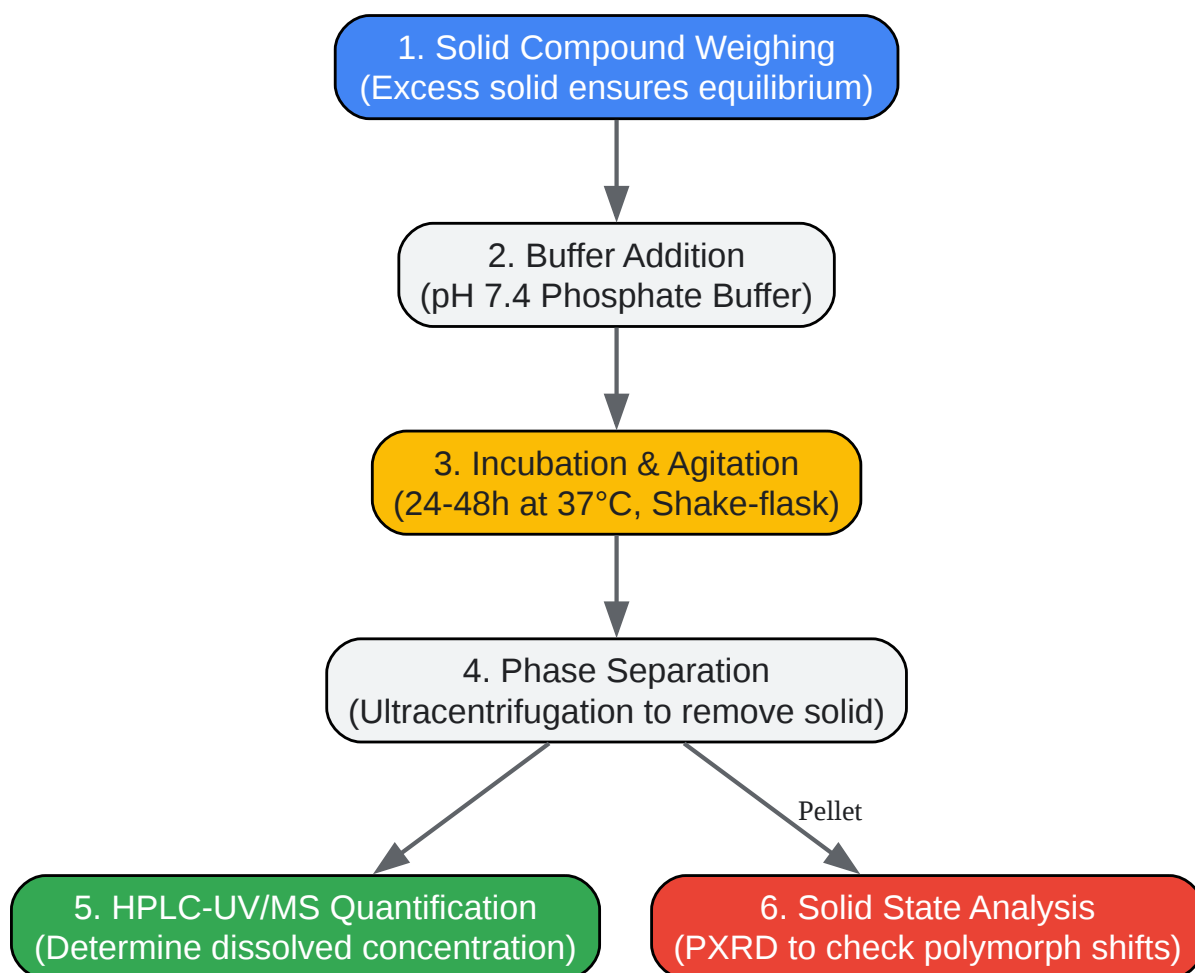 1. Solid Compound Weighing
(Excess solid ensures equilibrium)
2. Buffer Addition
(pH 7.4 Phosphate Buffer)
3. Incubation & Agitation
(24-48h at 37°C, Shake-flask)
4. Phase Separation
(Ultracentrifugation to remove solid)
Pellet
5. HPLC-UV/MS Quantification
(Determine dissolved concentration)
6. Solid State Analysis
(PXRD to check polymorph shifts)